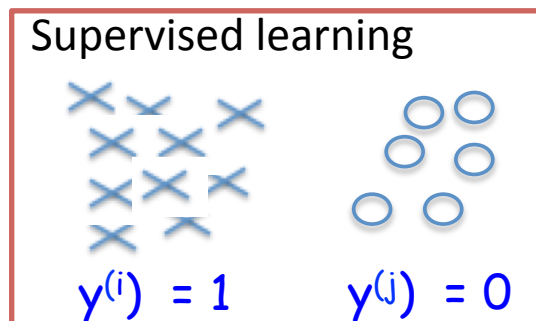 Supervised learning
y(i) = 1 y(j) = 0